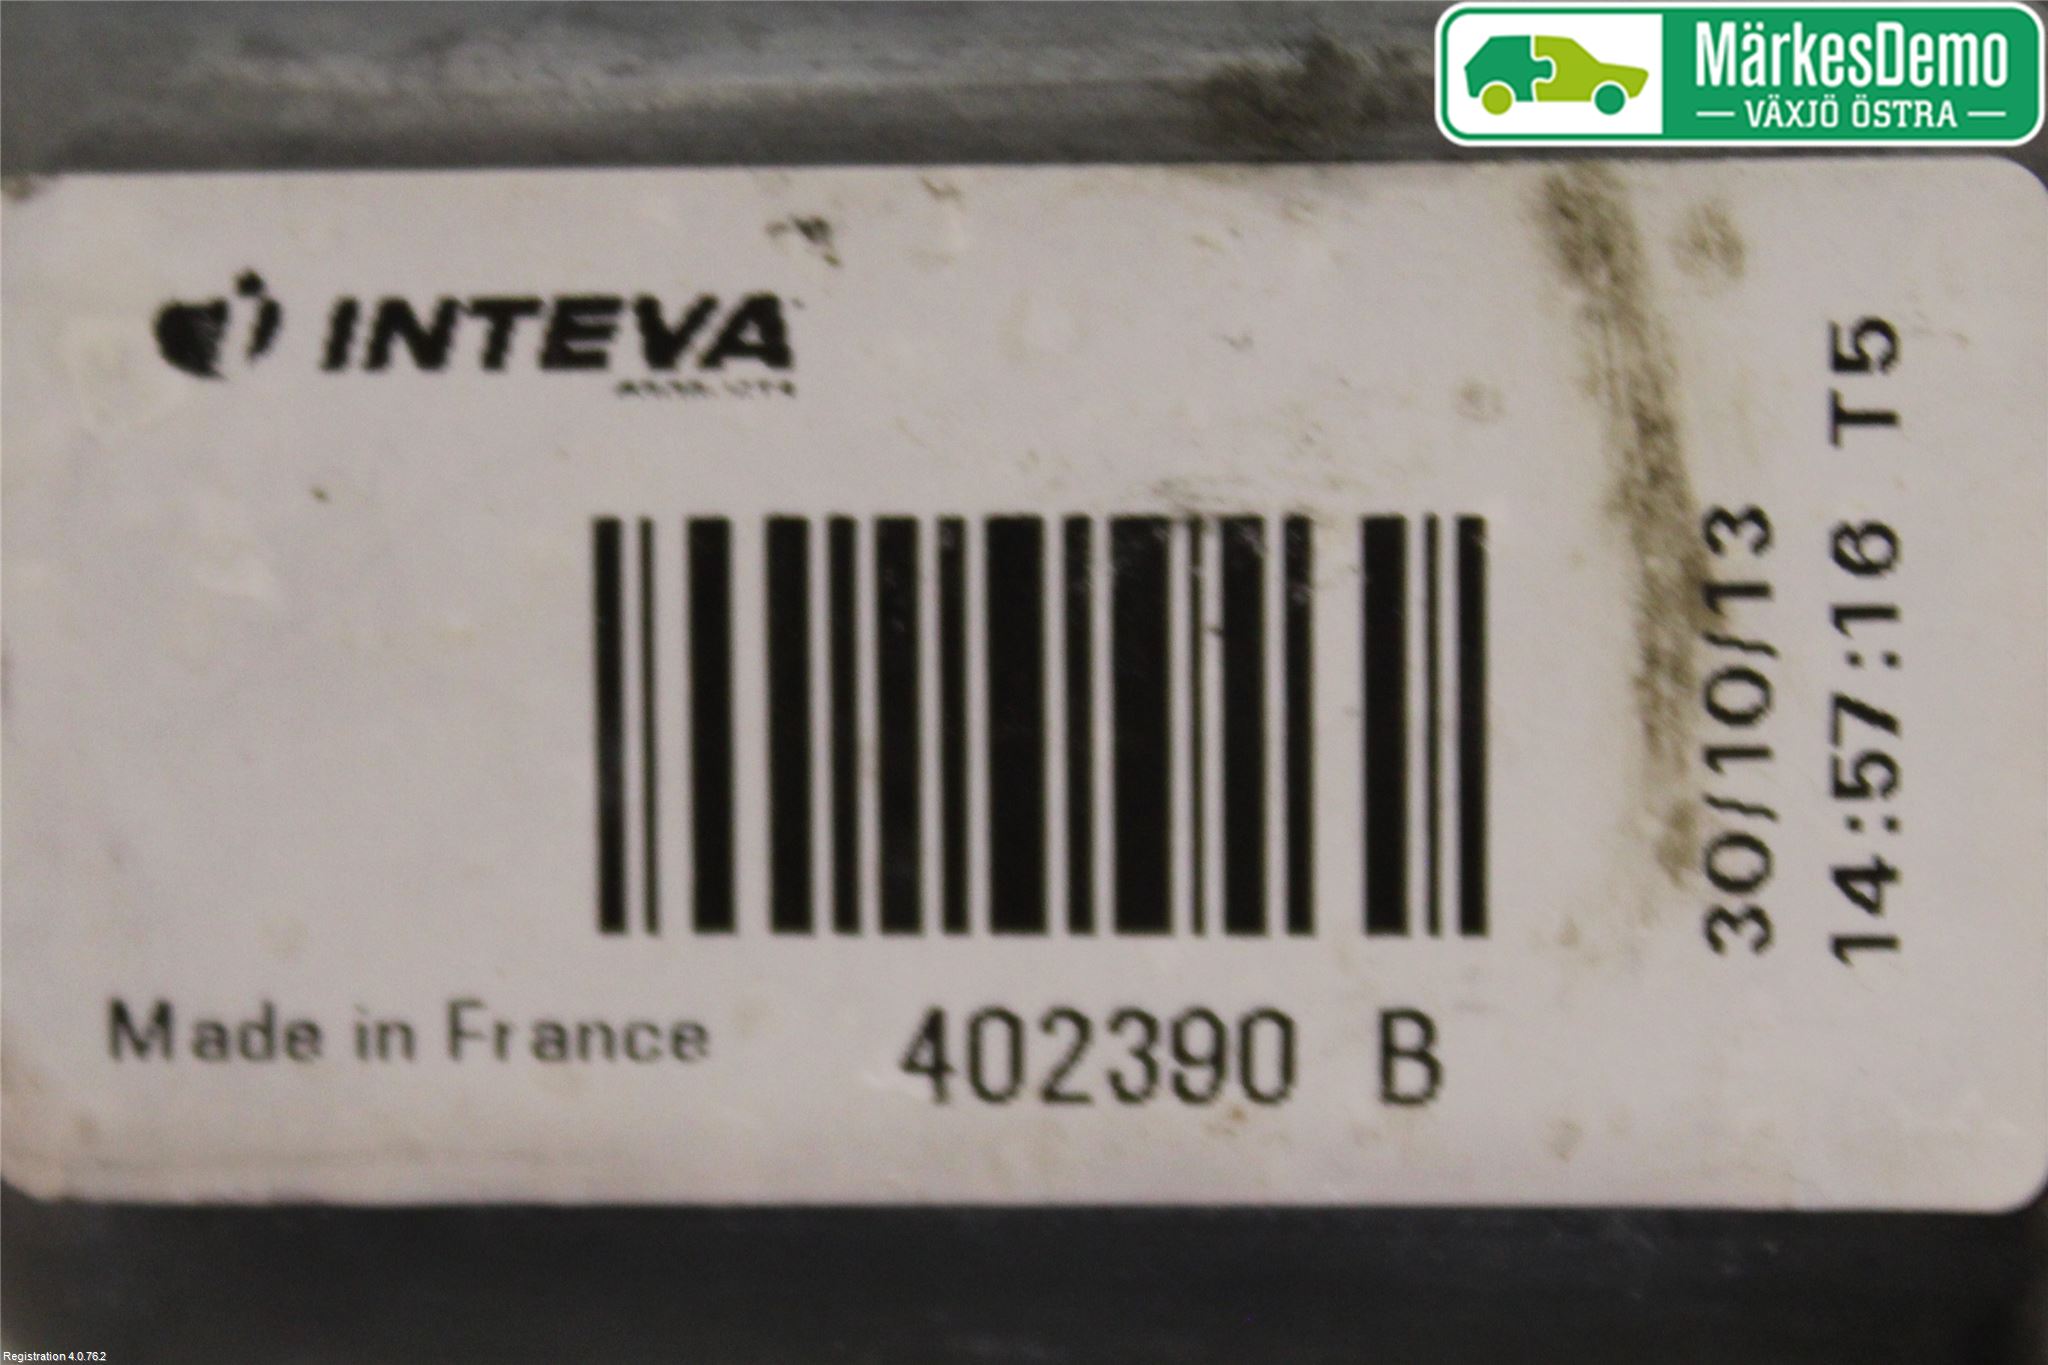 MärkesDemo
VÄXJÖ ÖSTRA
INTEVA
30/10/13
14:57:16 T5
Made in France
402390 B
Registration 4.0.76.2